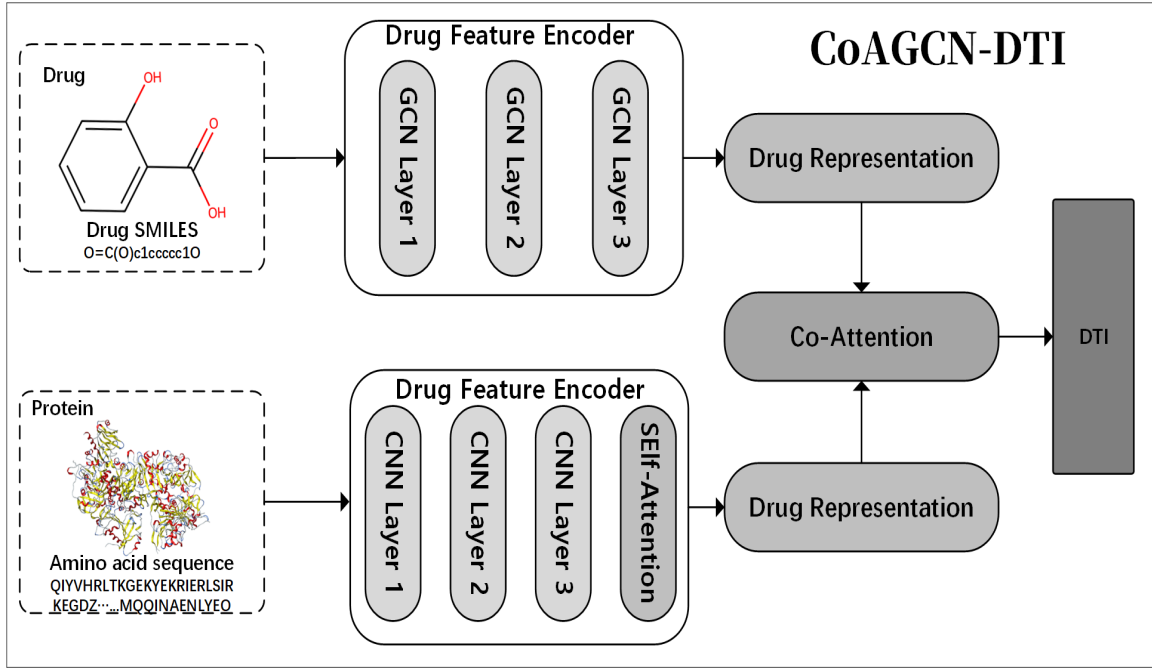 CoAGCN-DTI
Drug
OH
O
OH
Drug SMILES
O=C(O)c1ccccc1O
Drug Feature Encoder
GCN Layer 1
GCN Layer 2
GCN Layer 3
Drug Representation
Co-Attention
DTI
Protein
Amino acid sequence
QIYVHRLTKGEKYEKRIERLSIR
KEGDZ⋯...MQQINAENLYEO
Drug Feature Encoder
CNN Layer 1
CNN Layer 2
CNN Layer 3
SElf-Attention
Drug Representation